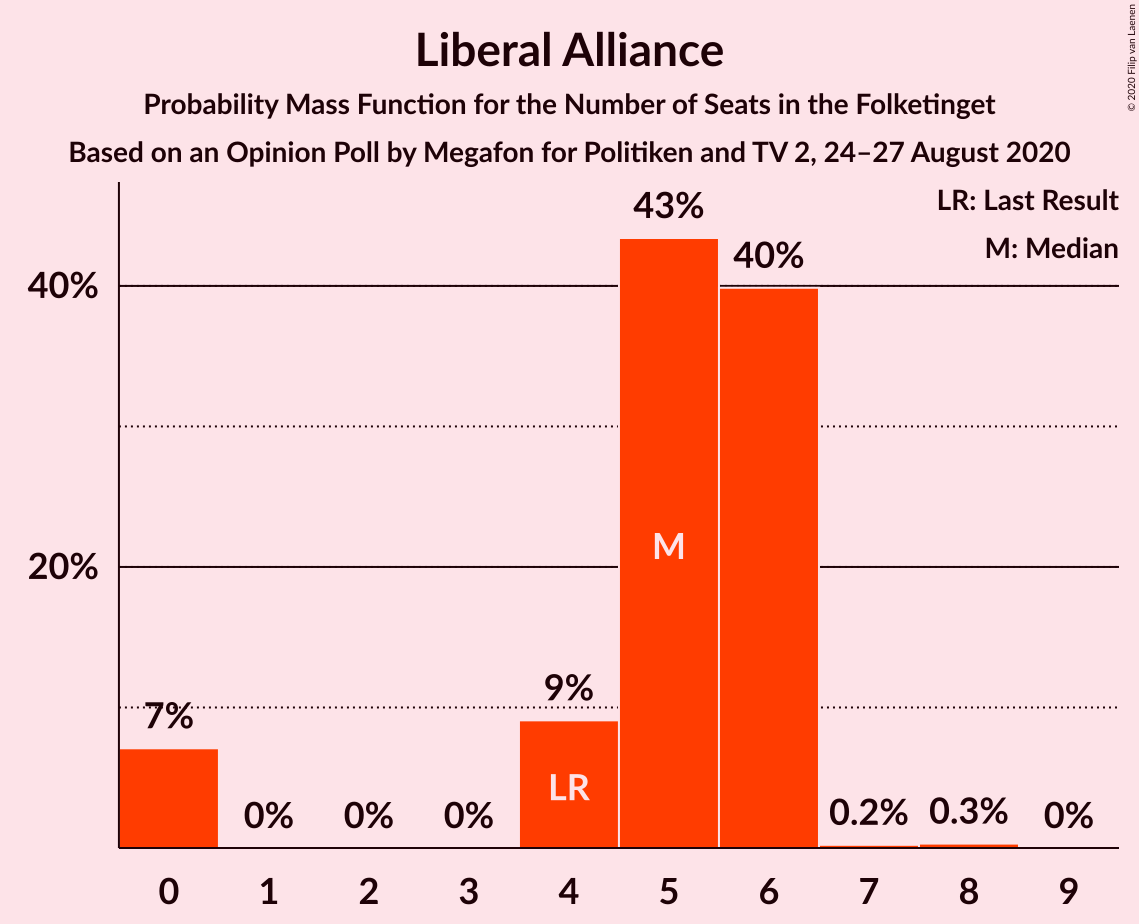 Liberal Alliance
Probability Mass Function for the Number of Seats in the Folketinget
Based on an Opinion Poll by Megafon for Politiken and TV 2, 24–27 August 2020
© 2020 Filip van Laenen
LR: Last Result
M: Median
43%
40%
40%
20%
M
9%
7%
LR
0%
0%
0%
0.2%
0.3%
0%
0
1
2
3
4
5
6
7
8
9